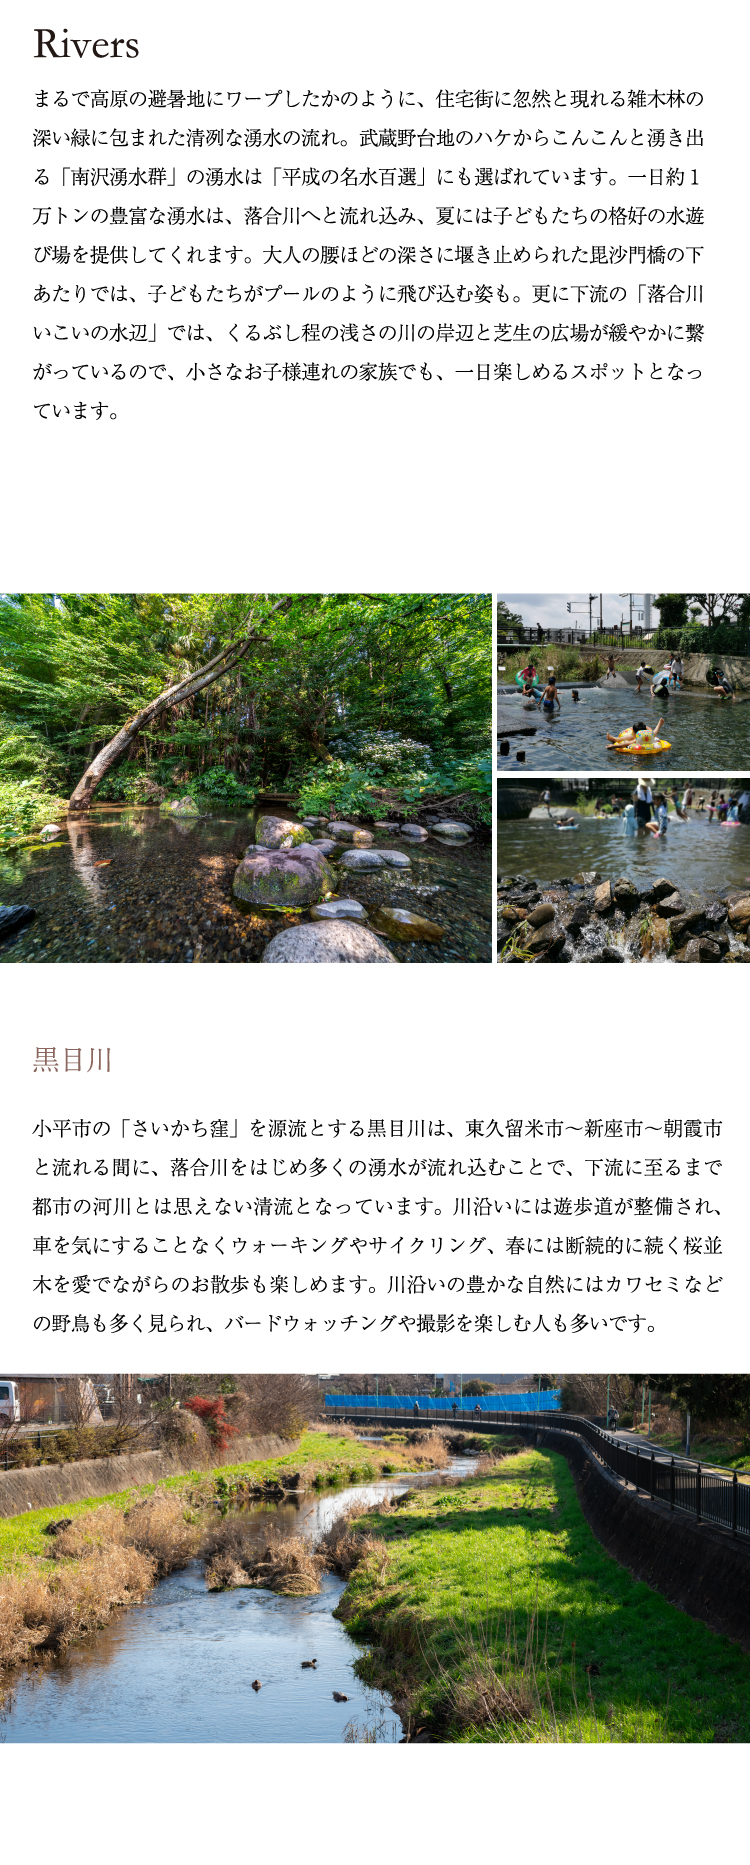 Rivers
まるで高原の避暑地にワープしたかのように、住宅街に忽然と現れる雑木林の
深い緑に包まれた清冽な湧水の流れ。武蔵野台地のハケからこんこんと湧き出
る「南沢湧水群」の湧水は「平成の名水百選」にも選ばれています。一日約１
万トンの豊富な湧水は、落合川へと流れ込み、夏には子どもたちの格好の水遊
び場を提供してくれます。大人の腰ほどの深さに堰き止められた毘沙門橋の下
あたりでは、子どもたちがプールのように飛び込む姿も。更に下流の「落合川
いこいの水辺」では、くるぶし程の浅さの川の岸辺と芝生の広場が緩やかに繋
がっているので、小さなお子様連れの家族でも、一日楽しめるスポットとなっ
ています。
黒目川
小平市の「さいかち窪」を源流とする黒目川は、東久留米市〜新座市〜朝霞市
と流れる間に、落合川をはじめ多くの湧水が流れ込むことで、下流に至るまで
都市の河川とは思えない清流となっています。川沿いには遊歩道が整備され、
車を気にすることなくウォーキングやサイクリング、春には断続的に続く桜並
木を愛でながらのお散歩も楽しめます。川沿いの豊かな自然にはカワセミなど
の野鳥も多く見られ、バードウォッチングや撮影を楽しむ人も多いです。